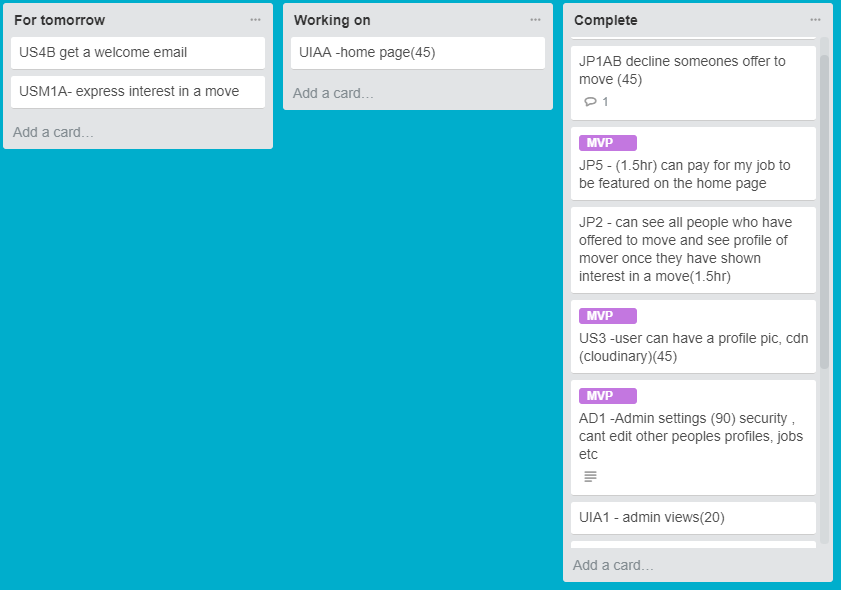 For tomorrow
US4B get a welcome email
USM1A- express interest in a move
Add a card…
Working on
UIAA -home page(45)
Add a card…
Complete
JP1AB decline someones offer to
move (45)
1
MVP
JP5 - (1.5hr) can pay for my job to
be featured on the home page
JP2 - can see all people who have
offered to move and see profile of
mover once they have shown
interest in a move(1.5hr)
MVP
US3 -user can have a profile pic, cdn
(cloudinary)(45)
MVP
AD1 -Admin settings (90) security ,
cant edit other peoples profiles, jobs
etc
UIA1 - admin views(20)
Add a card…